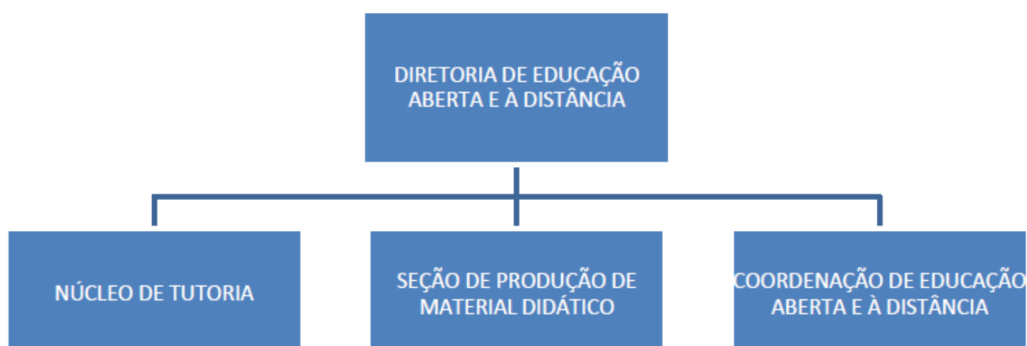 DIRETORIA DE EDUCAÇÃO
ABERTA E À DISTÂNCIA
NÚCLEO DE TUTORIA
SEÇÃO DE PRODUÇÃO DE
MATERIAL DIDÁTICO
COORDENAÇÃO DE EDUCAÇÃO
ABERTA E À DISTÂNCIA